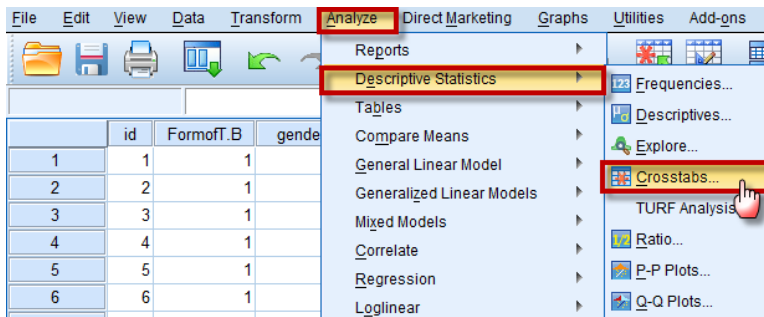 File Edit View Data Transform Analyze Direct Marketing Graphs Utilities Add-ons
Reports
Descriptive Statistics
Tables
Compare Means
General Linear Model
Generalized Linear Models
Mixed Models
Correlate
Regression
Loglinear
123 Frequencies...
Descriptives...
Explore...
Crosstabs...
TURF Analysis
1/2 Ratio...
P-P Plots...
Q-Q Plots...
id FormofT.B gende
1 1 1
2 2 1
3 3 1
4 4 1
5 5 1
6 6 1